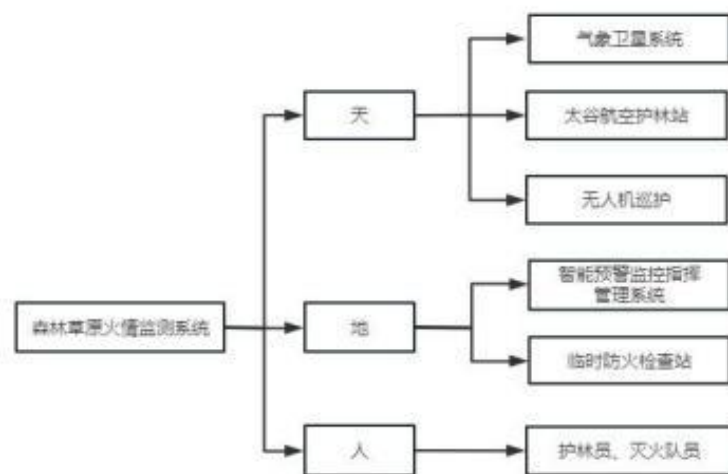 气象卫星系统
天
太谷航空护林站
无人机巡护
智能预警监控指挥
管理系统
森林草原火情监测系统
地
临时防火检查站
人
护林员、灭火队员